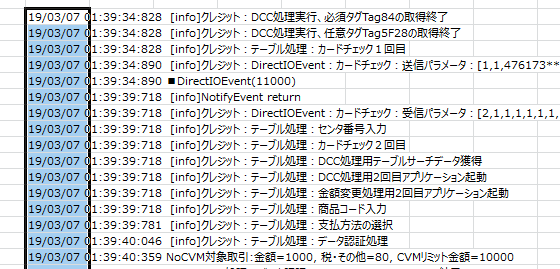 19/03/07 01:39:34:828 [info]クレジット：DCC処理実行、必須タグTag84の取得終了
19/03/07 01:39:34:828 [info]クレジット：DCC処理実行、任意タグTag5F28の取得終了
19/03/07 01:39:34:828 [info]クレジット：テーブル処理：カードチェック１回目
19/03/07 01:39:34:890 [info]クレジット：DirectIOEvent：カードチェック：送信パラメータ：[1,1,476173**
19/03/07 01:39:34:890 ■DirectIOEvent(11000)
19/03/07 01:39:39:718 [info]NotifyEvent return
19/03/07 01:39:39:718 [info]クレジット：DirectIOEvent：カードチェック：受信パラメータ：[2,1,1,1,1,1,1,
19/03/07 01:39:39:718 [info]クレジット：テーブル処理：センタ番号入力
19/03/07 01:39:39:718 [info]クレジット：テーブル処理：カードチェック２回目
19/03/07 01:39:39:718 [info]クレジット：テーブル処理：DCC処理用テーブルサーチデータ獲得
19/03/07 01:39:39:718 [info]クレジット：テーブル処理：DCC処理用2回目アプリケーション起動
19/03/07 01:39:39:718 [info]クレジット：テーブル処理：金額変更処理用2回目アプリケーション起動
19/03/07 01:39:39:718 [info]クレジット：テーブル処理：商品コード入力
19/03/07 01:39:39:781 [info]クレジット：テーブル処理：支払方法の選択
19/03/07 01:39:40:046 [info]クレジット：テーブル処理：データ認証処理
19/03/07 01:39:40:359 NoCVM対象取引:金額=1000, 税・その他=80, CVMリミット金額=10000